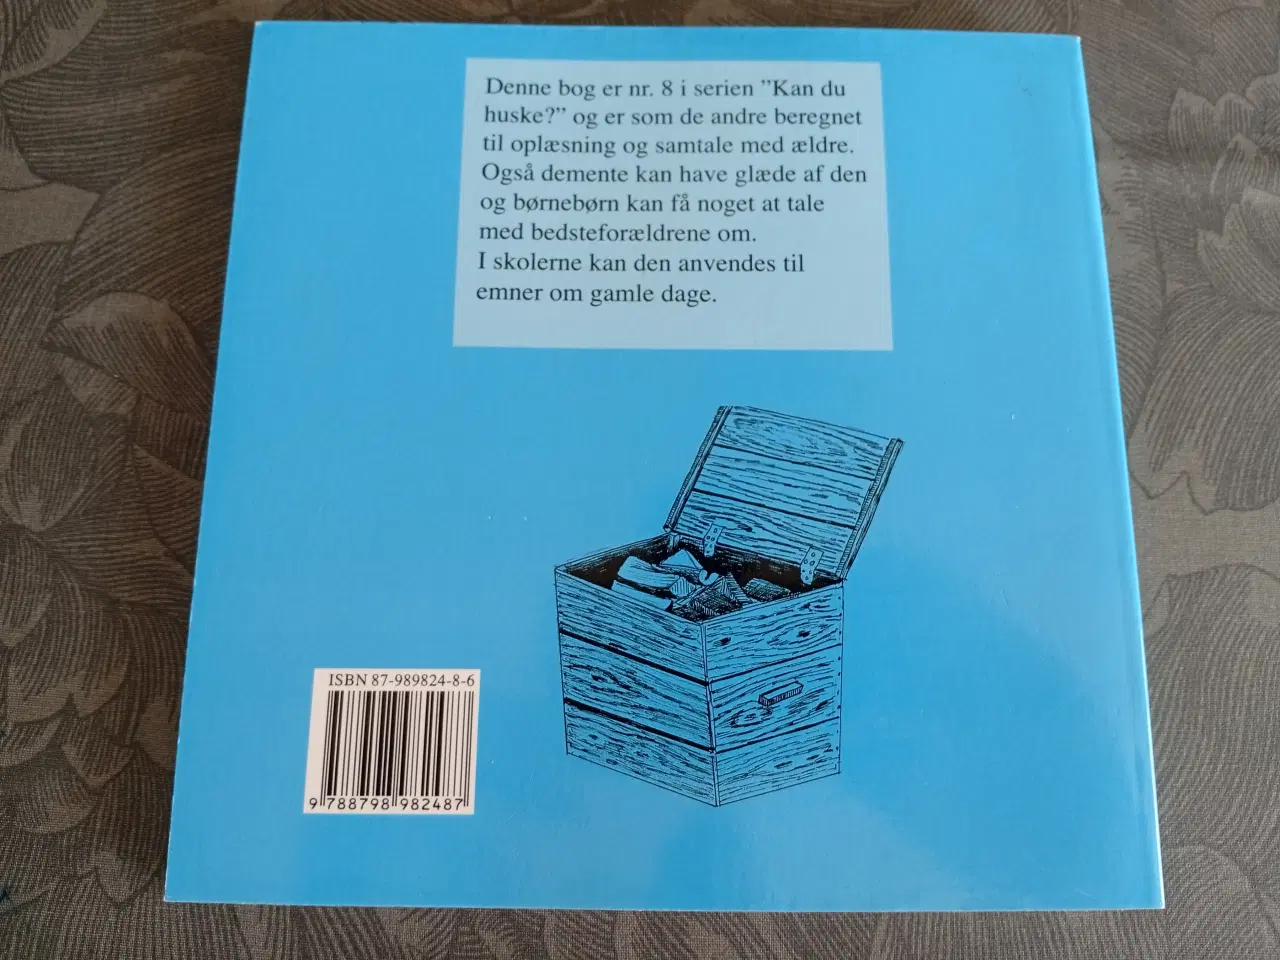 Denne bog er nr. 8 i serien ”Kan du
huske?” og er som de andre beregnet
til oplæsning og samtale med ældre.
Også demente kan have glæde af den
og børnebørn kan få noget at tale
med bedsteforældrene om.
I skolerne kan den anvendes til
emner om gamle dage.
ISBN 87-989824-8-6
9 788798 982487